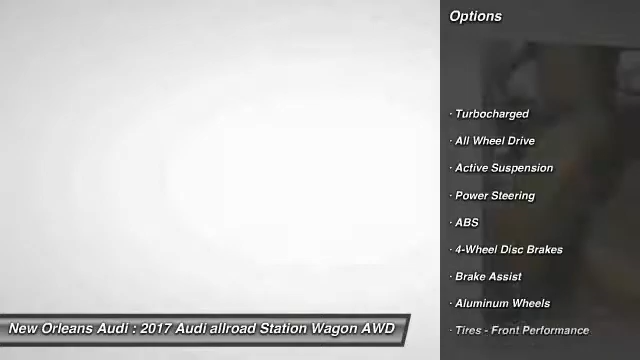 Options
· Turbocharged
· All Wheel Drive
· Active Suspension
· Power Steering
· ABS
· 4-Wheel Disc Brakes
· Brake Assist
· Aluminum Wheels
· Tires - Front Performance
New Orleans Audi : 2017 Audi allroad Station Wagon AWD